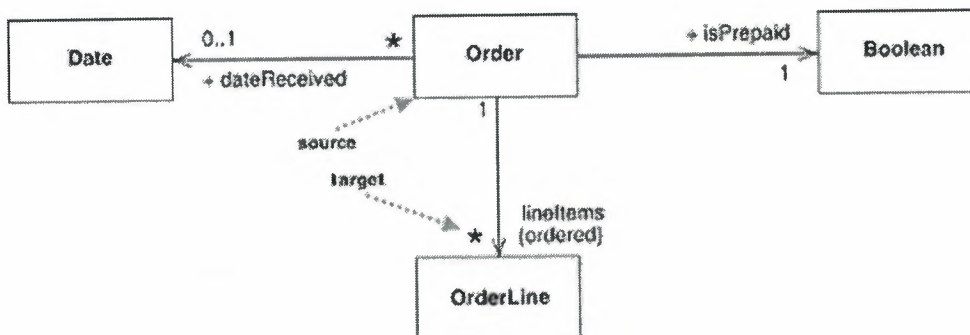 0..1
*
Date
Order
+ isPrepaid
Boolean
+ dateReceived
1
1
source
target
lineItems
*
{ordered}
OrderLine